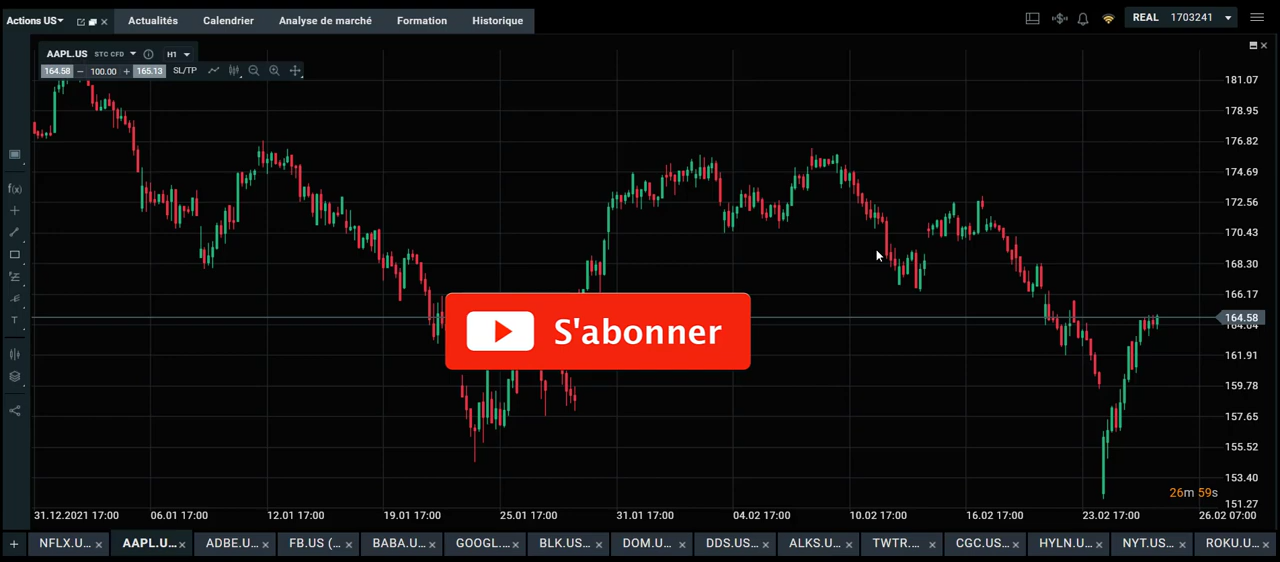 Actions US Actualités Calendrier Analyse de marché Formation Historique REAL 1703241
AAPL.US STC CFD H1
164.58 − 100.00 + 165.13 SL/TP
181.07
178.95
176.82
174.69
172.56
170.43
168.30
166.17
164.58
164.04
161.91
159.78
157.65
155.52
153.40
151.27
f(x)
T
S'abonner
26m 59s
31.12.2021 17:00 06.01 17:00 12.01 17:00 19.01 17:00 25.01 17:00 31.01 17:00 04.02 17:00 10.02 17:00 16.02 17:00 23.02 17:00 26.02 07:00
+ NFLX.U... × AAPL.U... × ADBE.U... × FB.US (... × BABA.U... × GOOGL.... × BLK.US... × DOM.U... × DDS.US... × ALKS.U... × TWTR.... × CGC.US... × HYLN.U... × NYT.US... × ROKU.U... ×